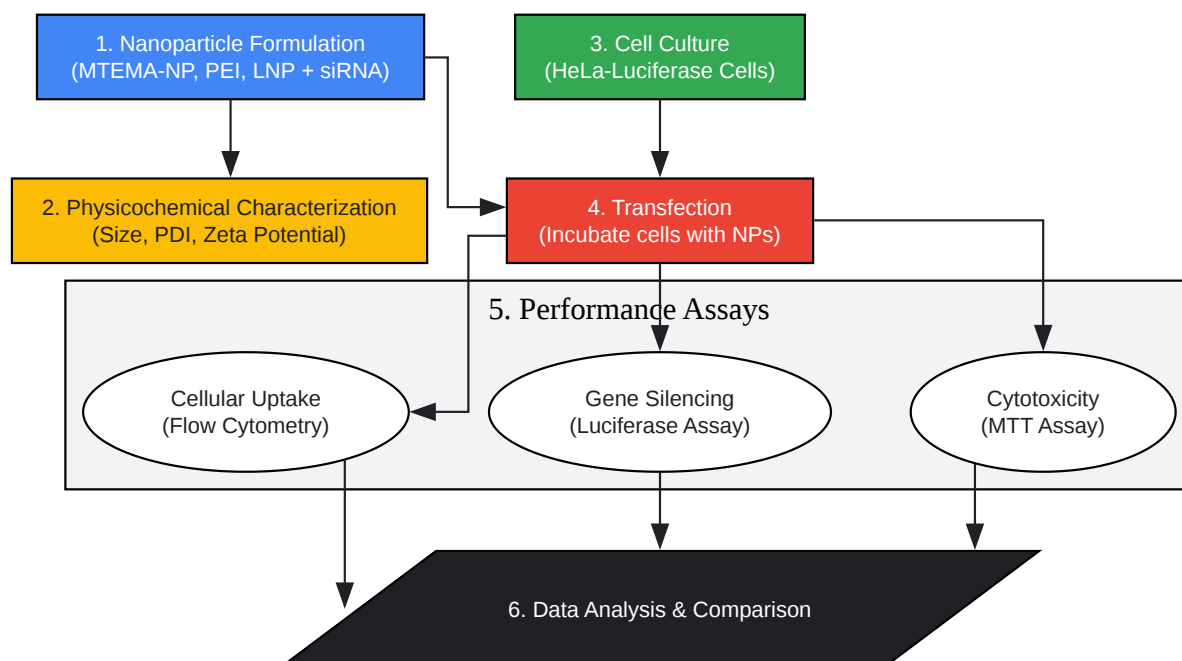 1. Nanoparticle Formulation
(MTEMA-NP, PEI, LNP + siRNA)
3. Cell Culture
(HeLa-Luciferase Cells)
2. Physicochemical Characterization
(Size, PDI, Zeta Potential)
4. Transfection
(Incubate cells with NPs)
5. Performance Assays
Cellular Uptake
(Flow Cytometry)
Gene Silencing
(Luciferase Assay)
Cytotoxicity
(MTT Assay)
6. Data Analysis & Comparison